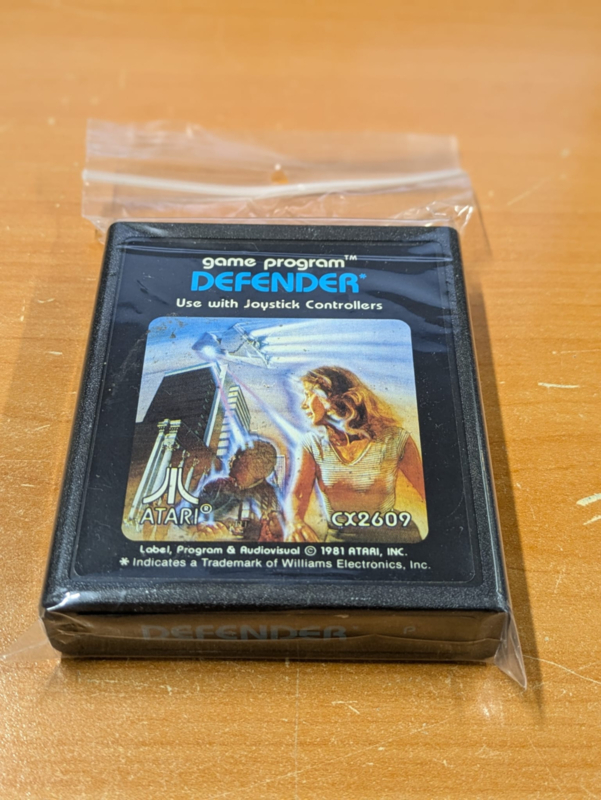 game program™
DEFENDER*
Use with Joystick Controllers
ATARI®
CX2609
Label, Program & Audiovisual © 1981 ATARI, INC.
* Indicates a Trademark of Williams Electronics, Inc.
DEFENDER